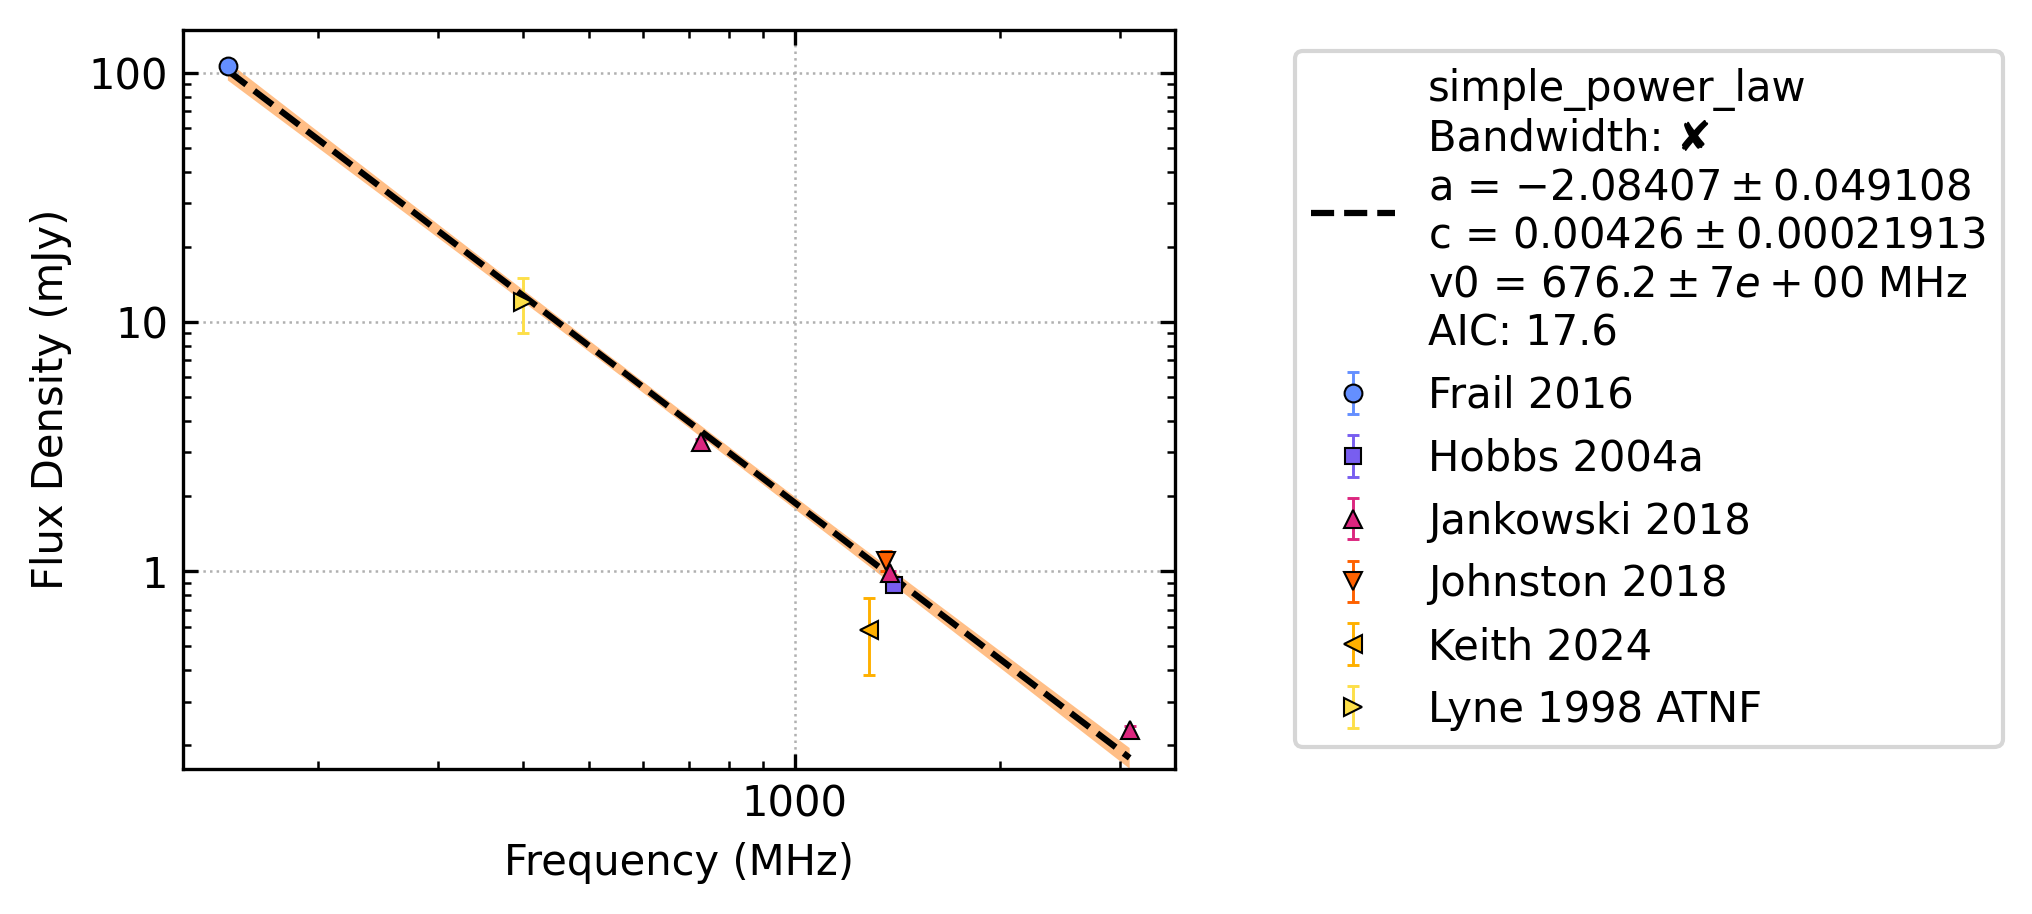 100
10
1
1000
Flux Density (mJy)
Frequency (MHz)
simple_power_law
Bandwidth: ✘
a = −2.08407 ± 0.049108
c = 0.00426 ± 0.00021913
v0 = 676.2 ± 7e + 00 MHz
AIC: 17.6
Frail 2016
Hobbs 2004a
Jankowski 2018
Johnston 2018
Keith 2024
Lyne 1998 ATNF